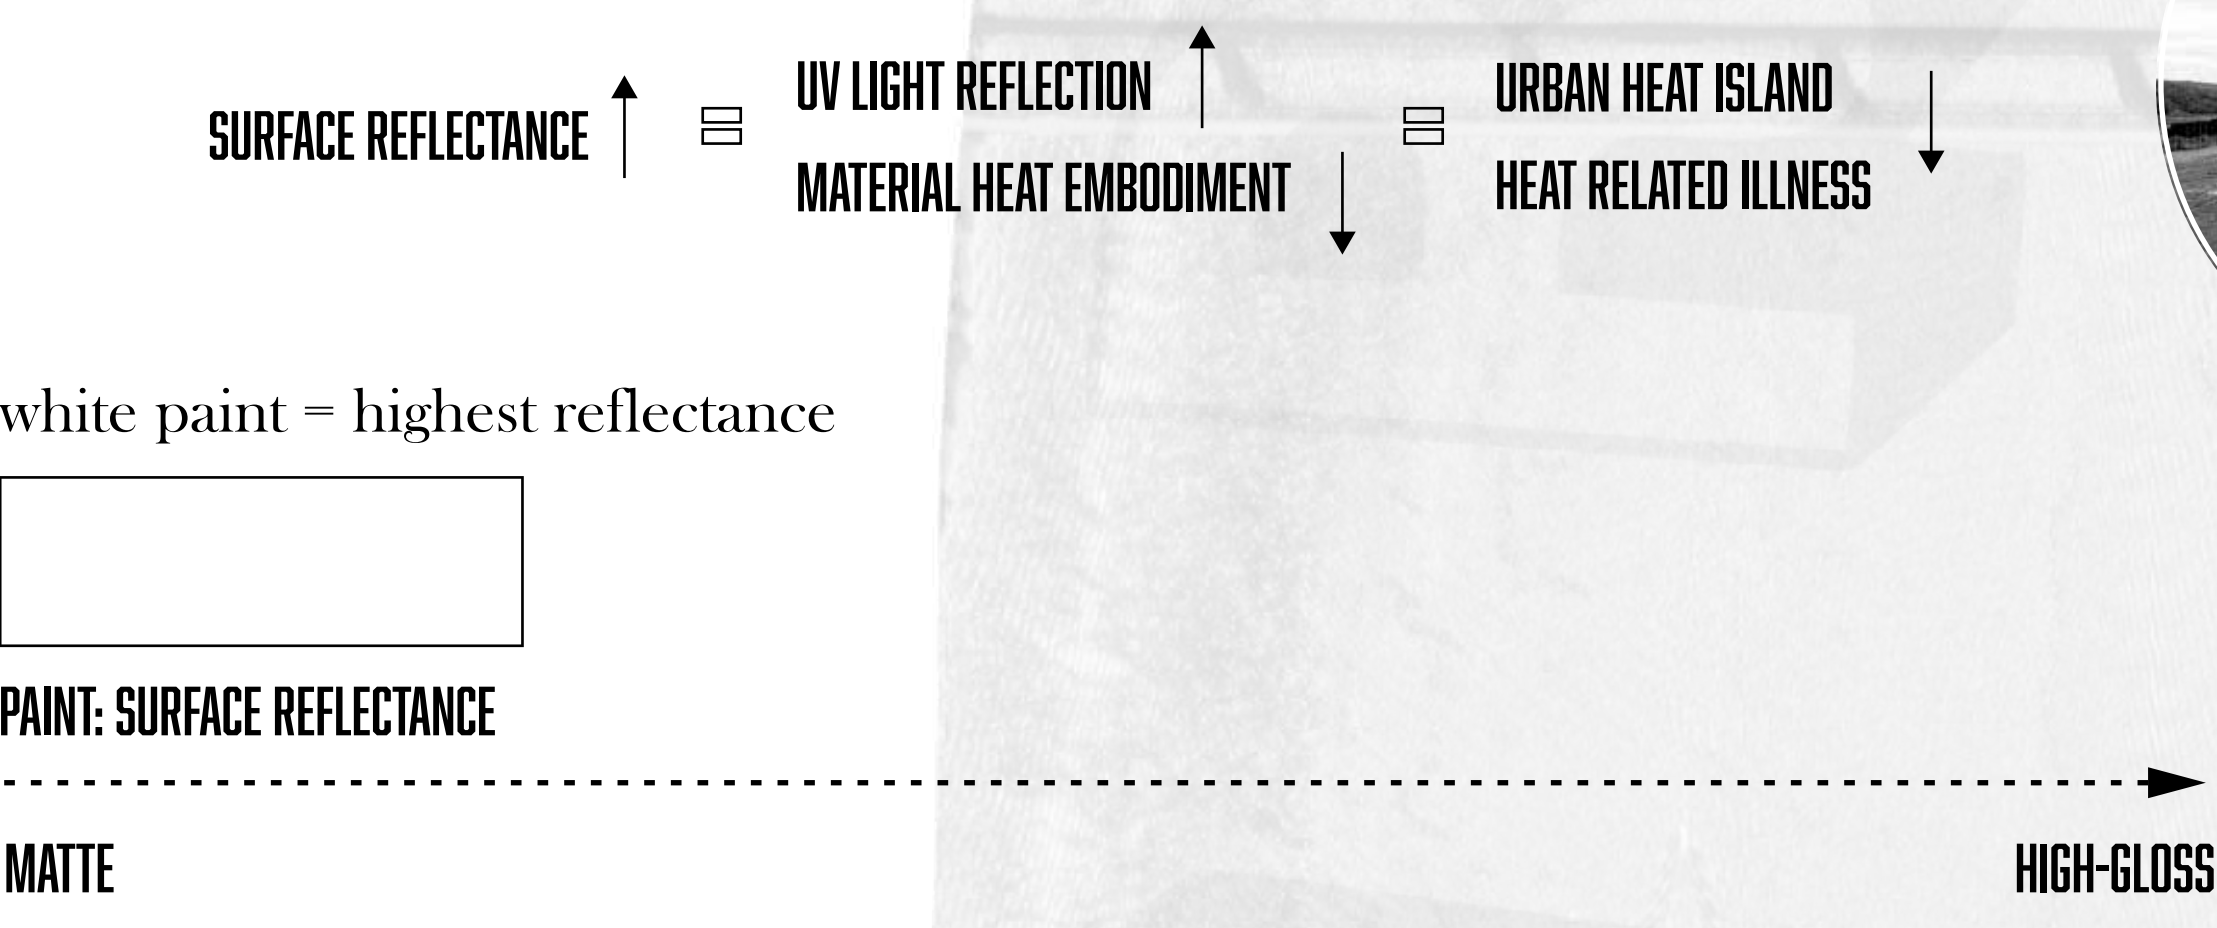 SURFACE REFLECTANCE
UV LIGHT REFLECTION
MATERIAL HEAT EMBODIMENT
URBAN HEAT ISLAND
HEAT RELATED ILLNESS
white paint = highest reflectance
PAINT: SURFACE REFLECTANCE
MATTE
HIGH-GLOSS